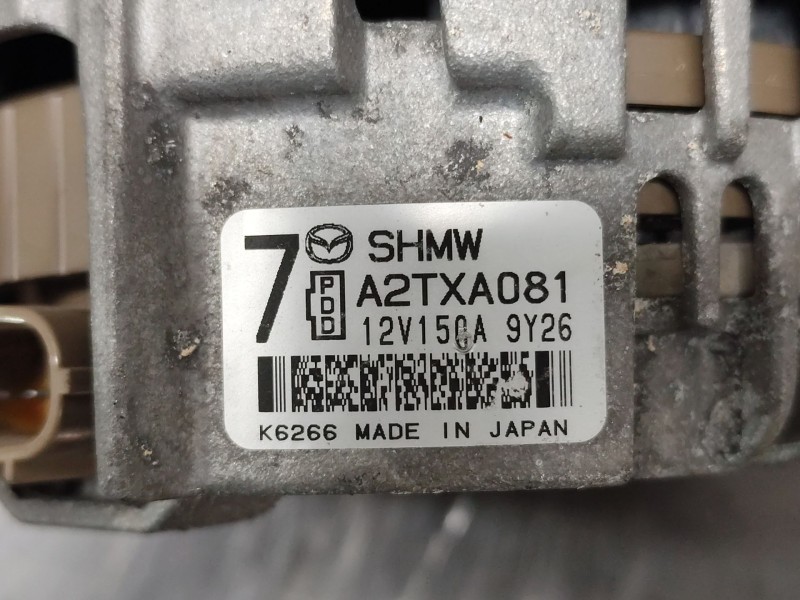 7 SHMW
PDD A2TXA081
12V150A 9Y26
K6266 MADE IN JAPAN